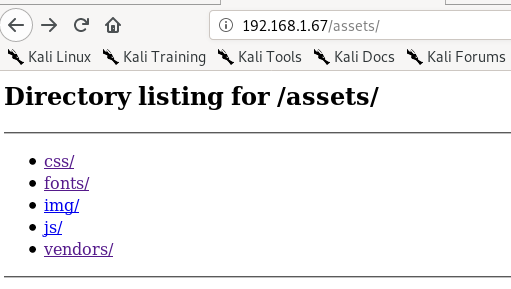 192.168.1.67/assets/
Kali Linux Kali Training Kali Tools Kali Docs Kali Forums
Directory listing for /assets/
css/
fonts/
img/
js/
vendors/